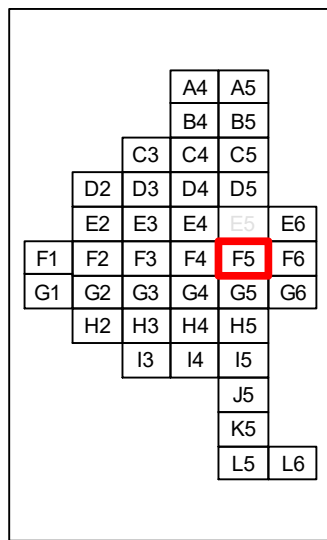 A4 A5
B4 B5
C3 C4 C5
D2 D3 D4 D5
E2 E3 E4 E5 E6
F1 F2 F3 F4 F5 F6
G1 G2 G3 G4 G5 G6
H2 H3 H4 H5
I3 I4 I5
J5
K5
L5 L6